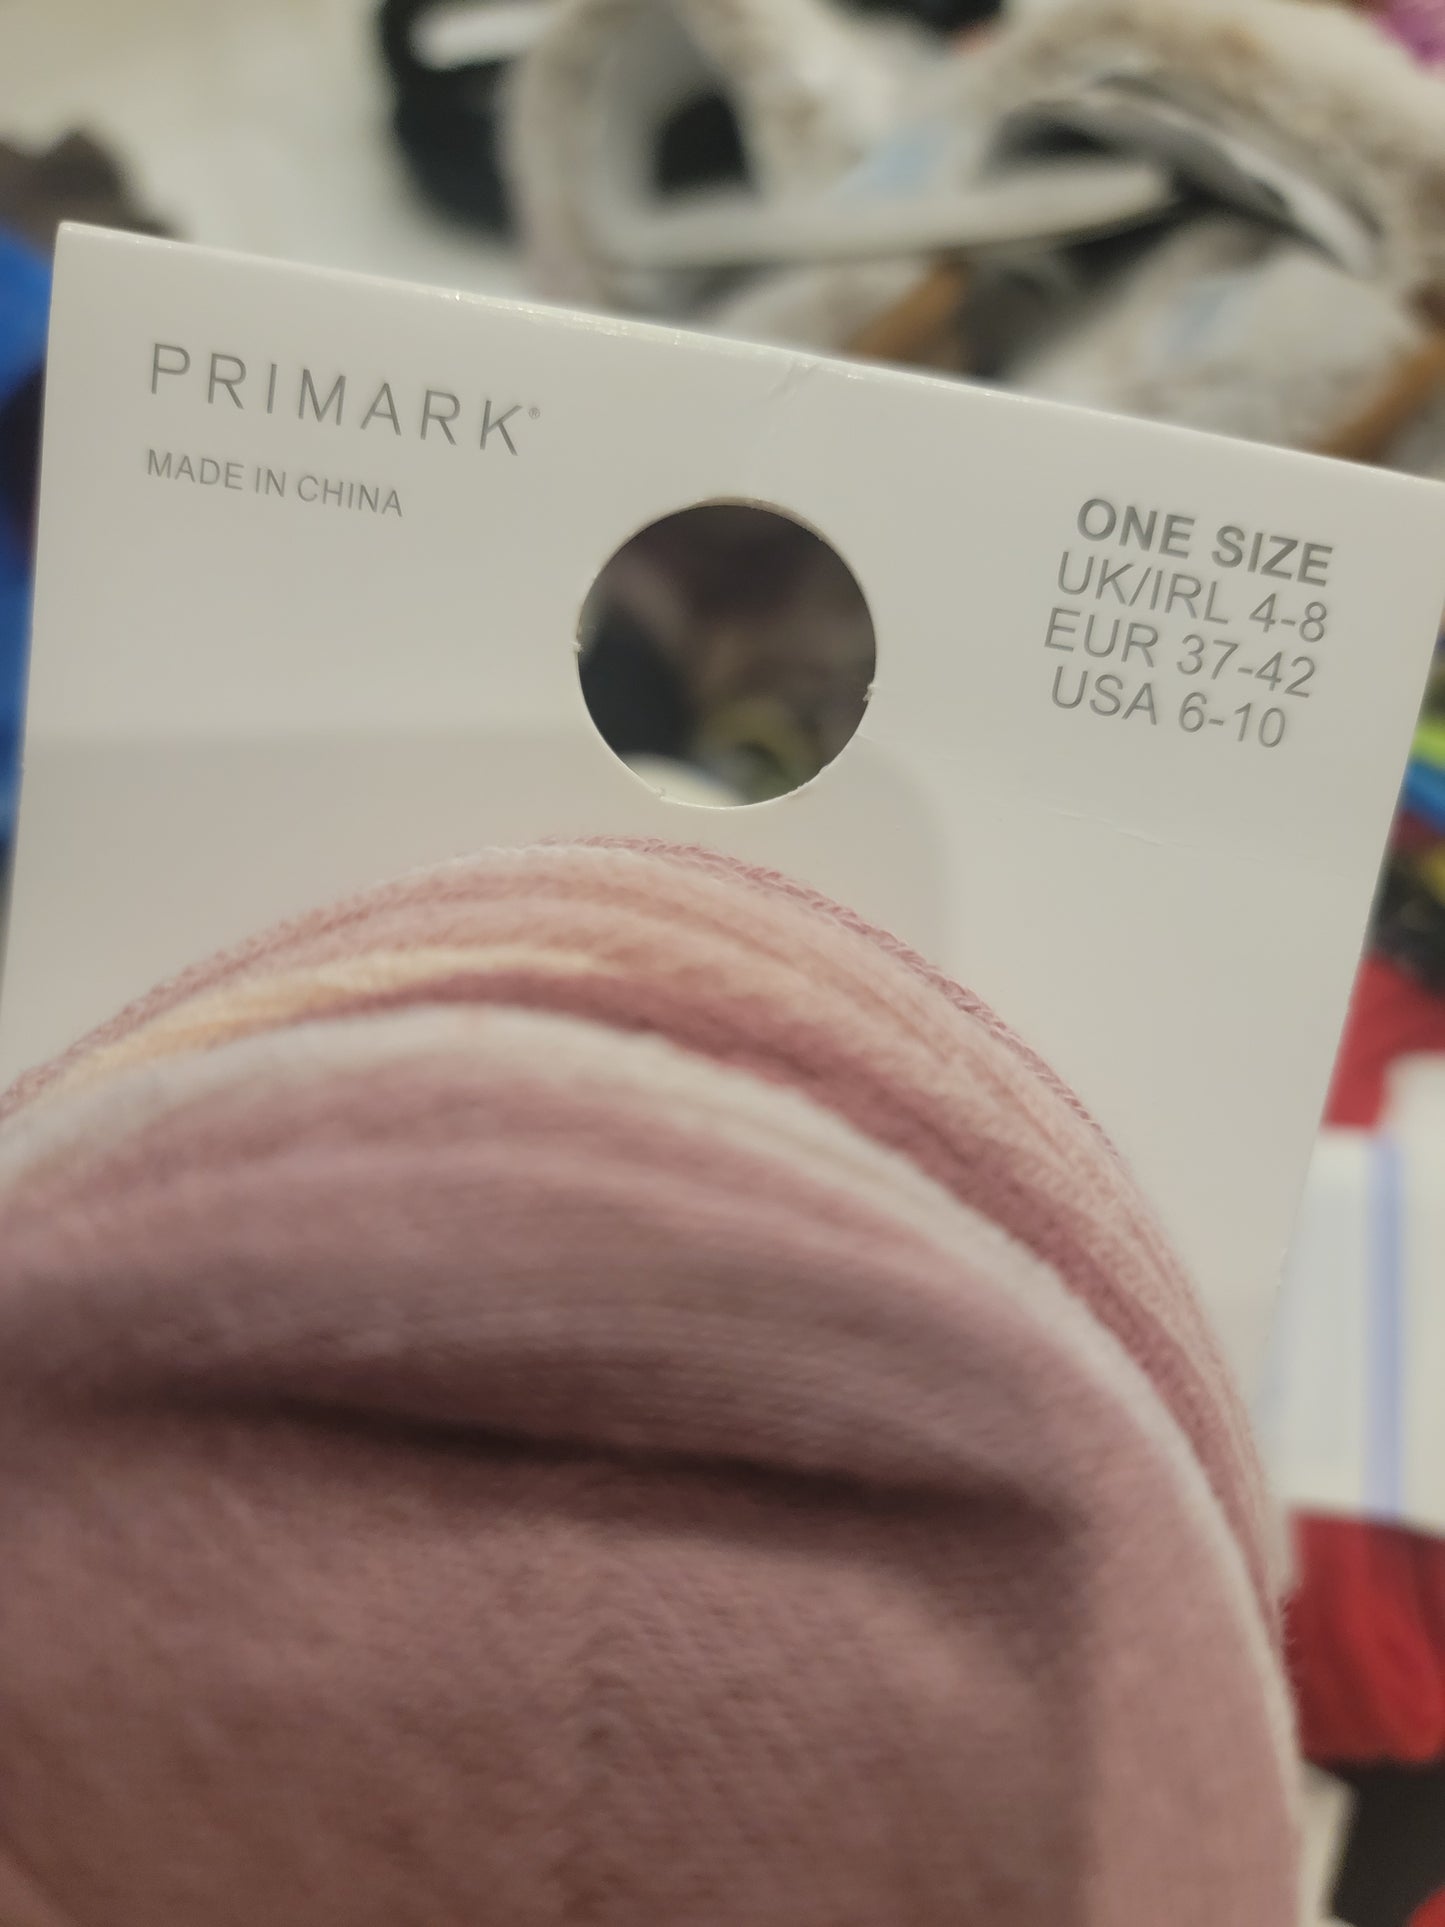 PRIMARK®
MADE IN CHINA
ONE SIZE
UK/IRL 4-8
EUR 37-42
USA 6-10